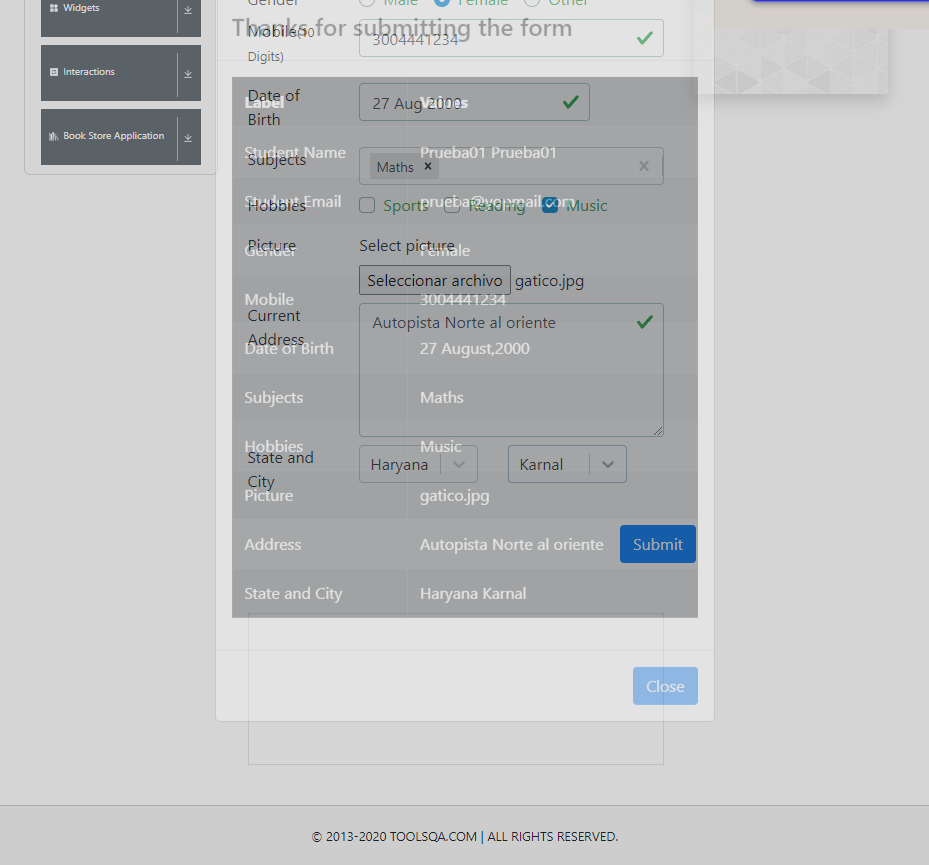 Widgets
Interactions
Book Store Application
Gender
Male
Female
Other
Thanks for submitting the form
Mobile(10
Digits)
3004441234
Date of
Birth
27 Aug 2000
Label
Values
Student Name
Prueba01 Prueba01
Subjects
Maths ×
Student Email
prueba@yopmail.com
Hobbies
Sports
Reading
Music
Picture
Select picture
Gender
Female
Seleccionar archivo gatico.jpg
Mobile
3004441234
Current
Address
Autopista Norte al oriente
Date of Birth
27 August,2000
Subjects
Maths
Hobbies
Music
State and
City
Haryana
Karnal
Picture
gatico.jpg
Address
Autopista Norte al oriente
Submit
State and City
Haryana Karnal
Close
© 2013-2020 TOOLSQA.COM | ALL RIGHTS RESERVED.